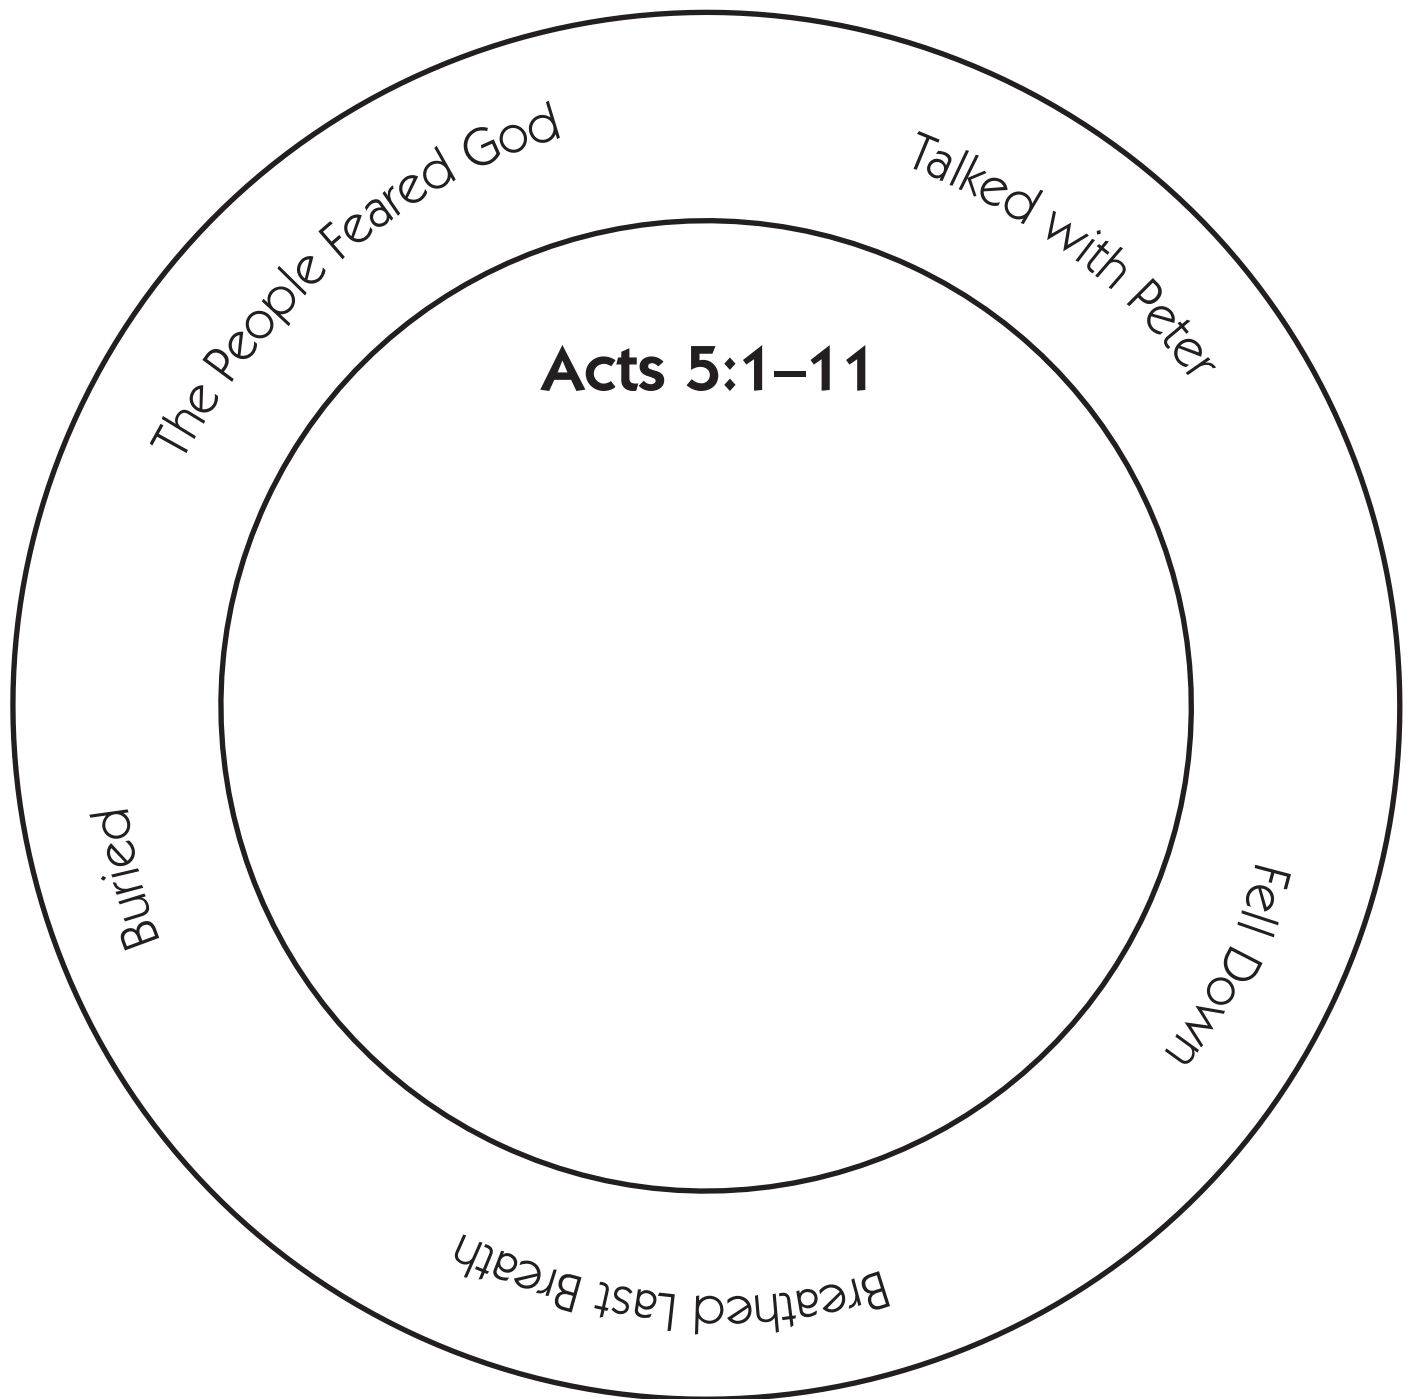 Acts 5:1–11
Talked with Peter
Fell Down
Breathed Last Breath
Buried
The People Feared God